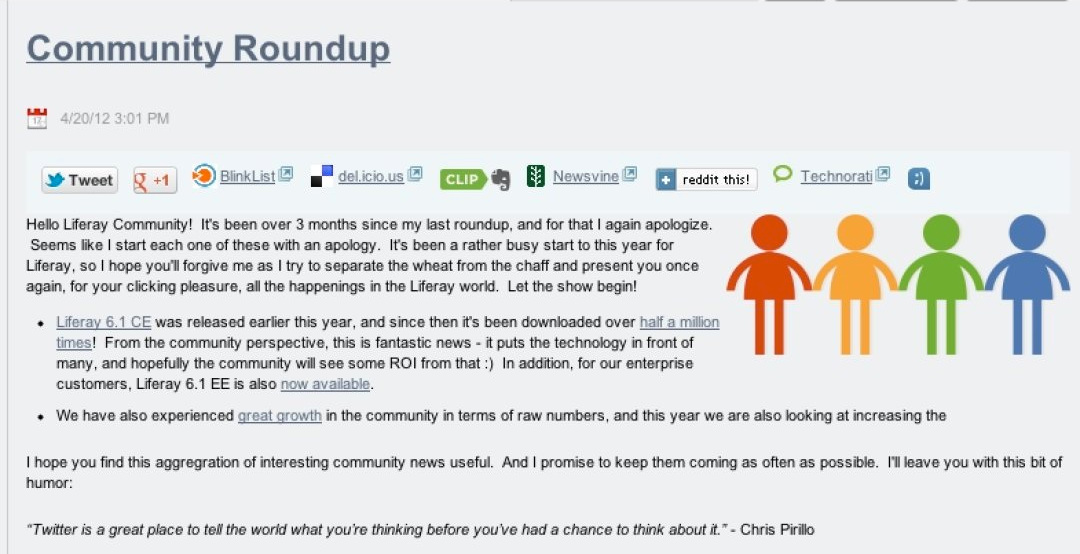 Community Roundup
4/20/12 3:01 PM
Tweet g +1 BlinkList del.icio.us CLIP Newsvine reddit this! Technorati ;)
Hello Liferay Community! It's been over 3 months since my last roundup, and for that I again apologize.
Seems like I start each one of these with an apology. It's been a rather busy start to this year for
Liferay, so I hope you'll forgive me as I try to separate the wheat from the chaff and present you once
again, for your clicking pleasure, all the happenings in the Liferay world. Let the show begin!
• Liferay 6.1 CE was released earlier this year, and since then it's been downloaded over half a million
times! From the community perspective, this is fantastic news - it puts the technology in front of
many, and hopefully the community will see some ROI from that :) In addition, for our enterprise
customers, Liferay 6.1 EE is also now available.
• We have also experienced great growth in the community in terms of raw numbers, and this year we are also looking at increasing the
I hope you find this aggregration of interesting community news useful. And I promise to keep them coming as often as possible. I'll leave you with this bit of
humor:
“Twitter is a great place to tell the world what you’re thinking before you’ve had a chance to think about it.” - Chris Pirillo